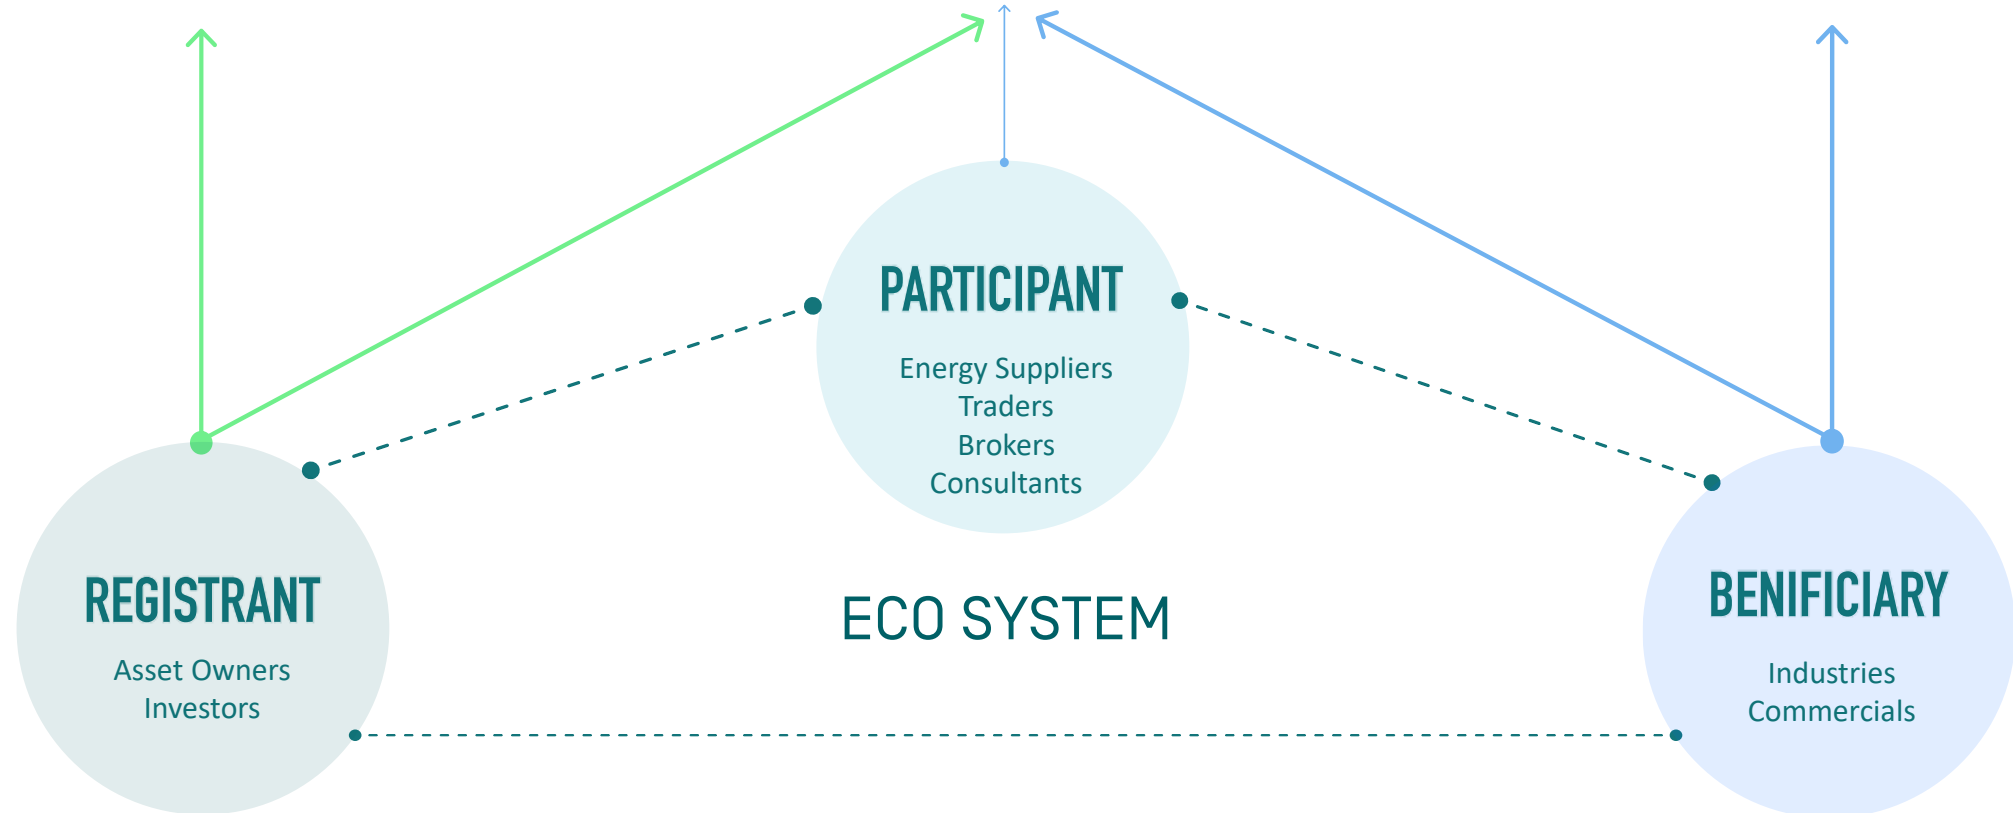 PARTICIPANT
Energy Suppliers
Traders
Brokers
Consultants
REGISTRANT
Asset Owners
Investors
ECO SYSTEM
BENIFICIARY
Industries
Commercials